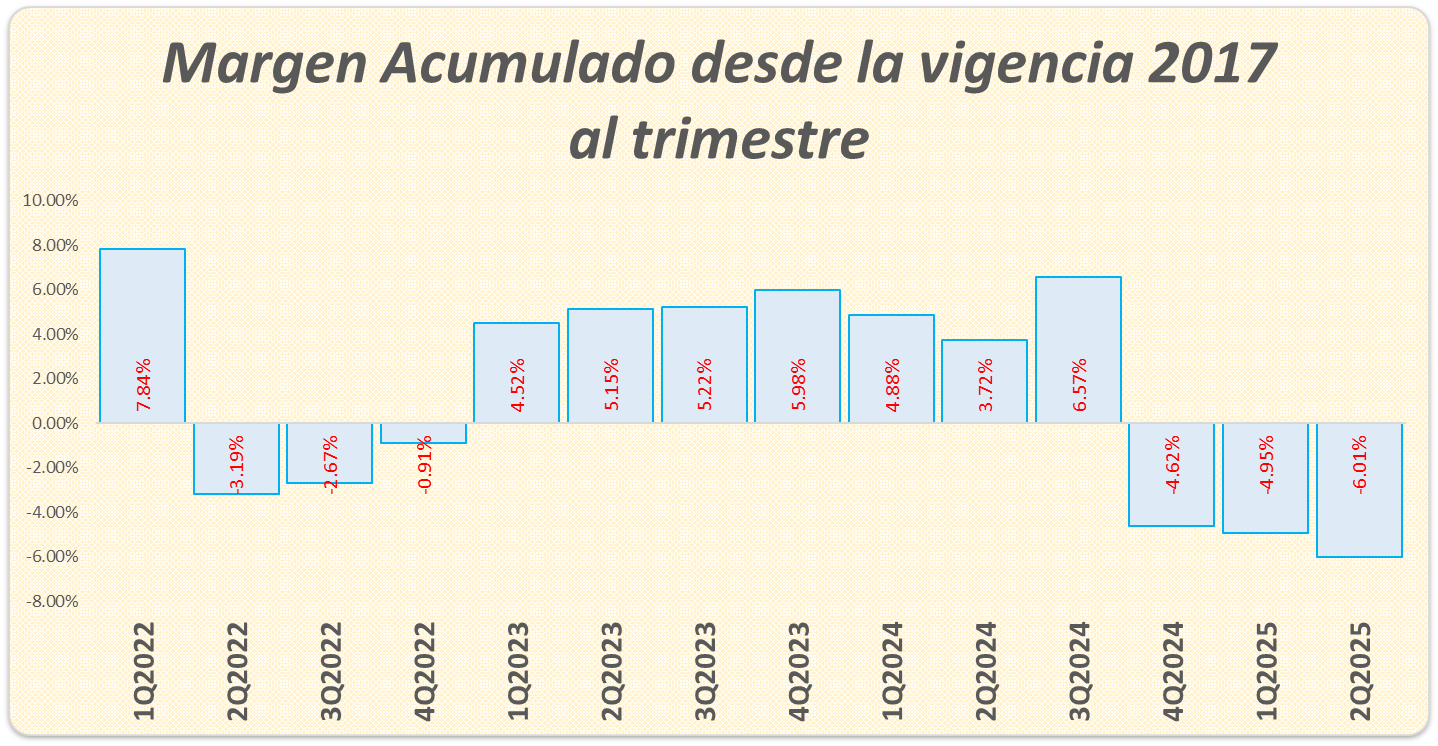 Margen Acumulado desde la vigencia 2017
al trimestre
10.00%
8.00%
6.00%
4.00%
2.00%
0.00%
-2.00%
-4.00%
-6.00%
-8.00%
7.84%
-3.19%
-2.67%
-0.91%
4.52%
5.15%
5.22%
5.98%
4.88%
3.72%
6.57%
-4.62%
-4.95%
-6.01%
1Q2022
2Q2022
3Q2022
4Q2022
1Q2023
2Q2023
3Q2023
4Q2023
1Q2024
2Q2024
3Q2024
4Q2024
1Q2025
2Q2025